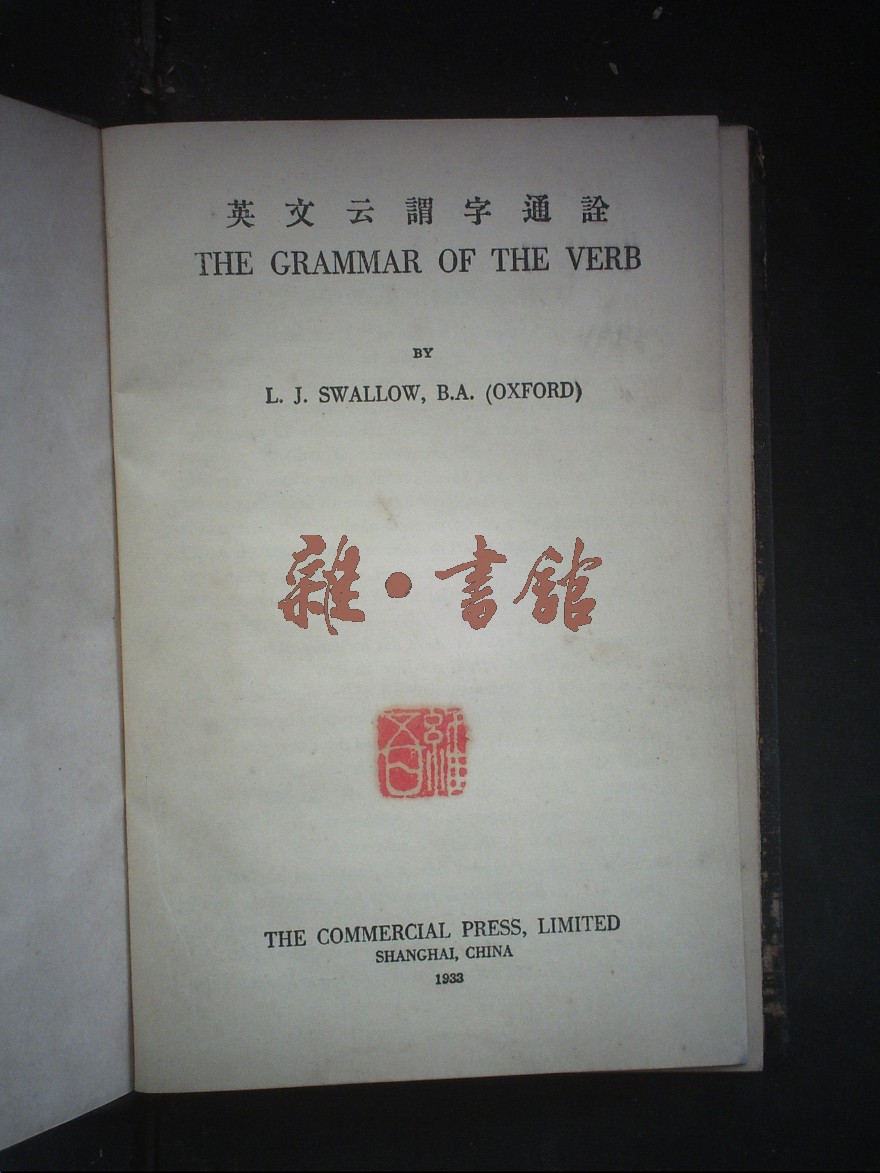 英文云謂字通詮
THE GRAMMAR OF THE VERB
BY
L. J. SWALLOW, B.A. (OXFORD)
雜·書館
THE COMMERCIAL PRESS, LIMITED
SHANGHAI, CHINA
1933